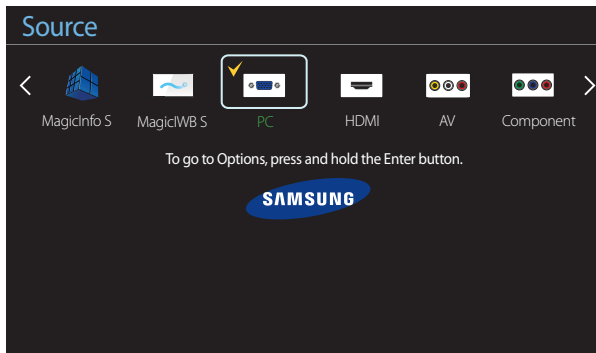 Source
MagicInfo S MagicIWB S PC HDMI AV Component
To go to Options, press and hold the Enter button.
SAMSUNG